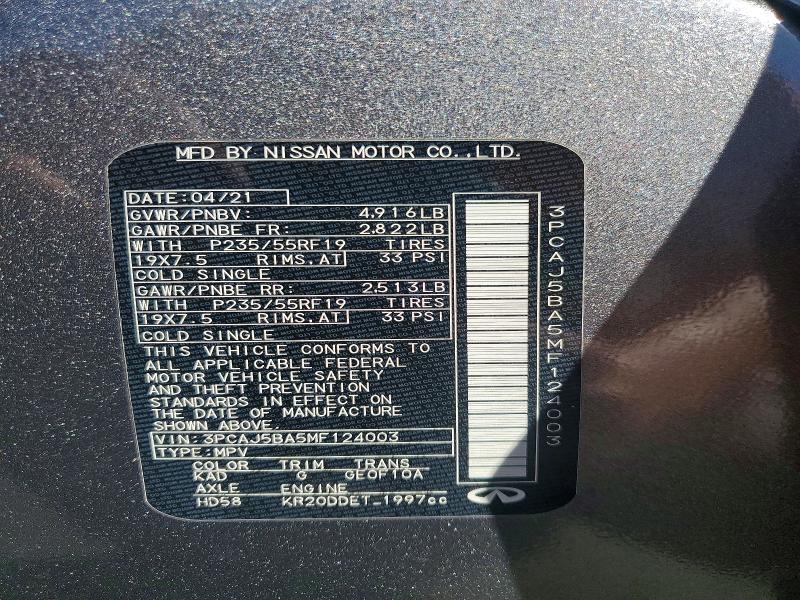 MFD BY NISSAN MOTOR CO.,LTD.
DATE:04/21
GVWR/PNBV: 4,916LB
GAWR/PNBE FR: 2,822LB
WITH P235/55RF19 TIRES
19X7.5 RIMS.AT 33 PSI
COLD SINGLE
GAWR/PNBE RR: 2,513LB
WITH P235/55RF19 TIRES
19X7.5 RIMS.AT 33 PSI
COLD SINGLE
THIS VEHICLE CONFORMS TO
ALL APPLICABLE FEDERAL
MOTOR VEHICLE SAFETY
AND THEFT PREVENTION
STANDARDS IN EFFECT ON
THE DATE OF MANUFACTURE
SHOWN ABOVE.
VIN:3PCAJ5BA5MF124003
TYPE:MPV
COLOR TRIM TRANS
KAD G GE0F10A
AXLE ENGINE
HD58 KR20DDET_1997cc
3PCAJ5BA5MF124003